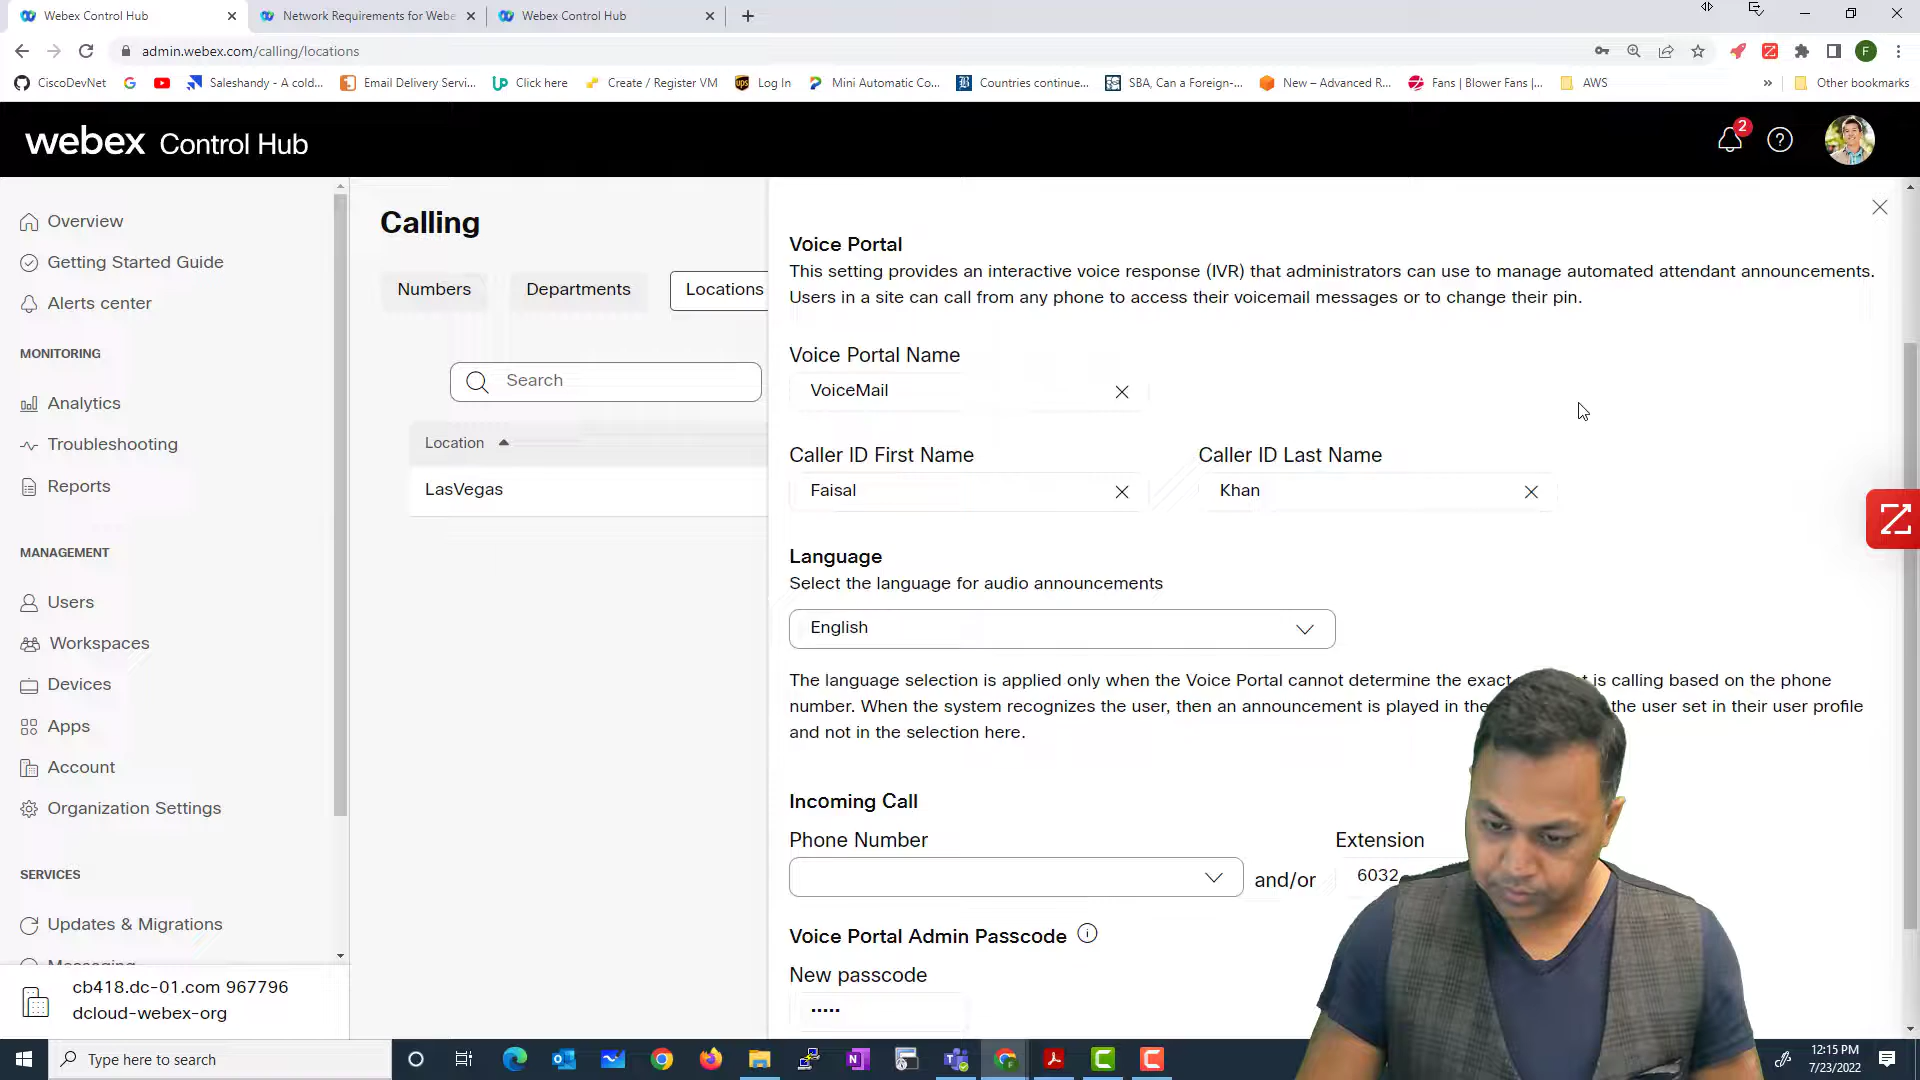 Webex Control Hub
Network Requirements for Webe
Webex Control Hub
admin.webex.com/calling/locations
F
CiscoDevNet
Saleshandy - A cold...
Email Delivery Servi...
Click here
Create / Register VM
Log In
Mini Automatic Co...
Countries continue...
SBA, Can a Foreign-...
New – Advanced R...
Fans | Blower Fans |...
AWS
»
Other bookmarks
webex Control Hub
2
Overview
Getting Started Guide
Alerts center
MONITORING
Analytics
Troubleshooting
Reports
MANAGEMENT
Users
Workspaces
Devices
Apps
Account
Organization Settings
SERVICES
Updates & Migrations
Messaging
cb418.dc-01.com 967796
dcloud-webex-org
Calling
Numbers
Departments
Locations
Search
Location
LasVegas
Voice Portal
This setting provides an interactive voice response (IVR) that administrators can use to manage automated attendant announcements.
Users in a site can call from any phone to access their voicemail messages or to change their pin.
Voice Portal Name
VoiceMail
Caller ID First Name
Caller ID Last Name
Faisal
Khan
Language
Select the language for audio announcements
English
The language selection is applied only when the Voice Portal cannot determine the exact is calling based on the phone
number. When the system recognizes the user, then an announcement is played in the the user set in their user profile
and not in the selection here.
Incoming Call
Phone Number
Extension
and/or
6032
Voice Portal Admin Passcode
New passcode
•••••
Type here to search
12:15 PM
7/23/2022